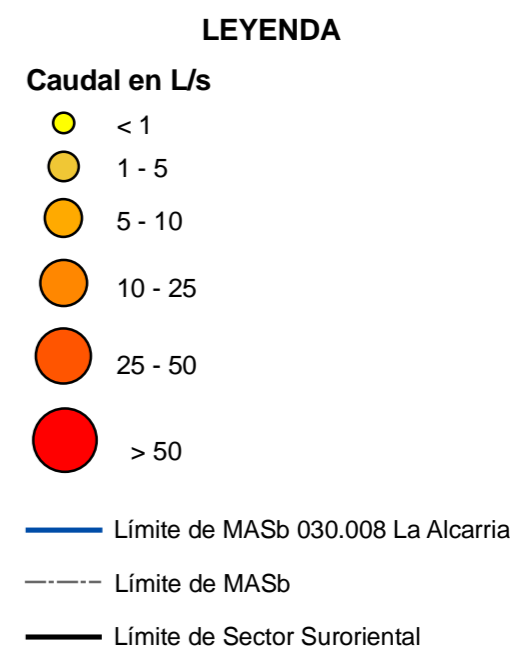 LEYENDA
Caudal en L/s
< 1
1 - 5
5 - 10
10 - 25
25 - 50
> 50
Límite de MASb 030.008 La Alcarria
Límite de MASb
Límite de Sector Suroriental